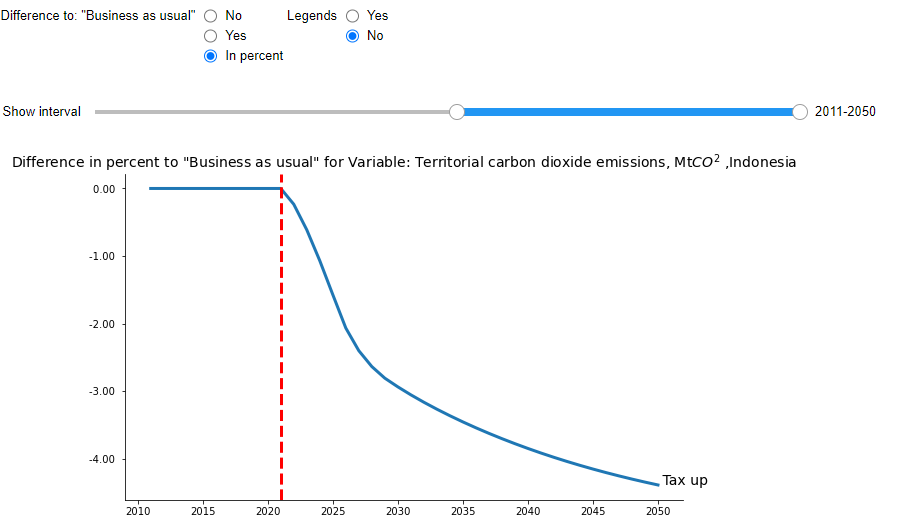 Difference to: "Business as usual" No Legends Yes
Yes No
In percent
Show interval 2011-2050
Difference in percent to "Business as usual" for Variable: Territorial carbon dioxide emissions, MtCO² ,Indonesia
0.00
-1.00
-2.00
-3.00
-4.00
Tax up
2010 2015 2020 2025 2030 2035 2040 2045 2050